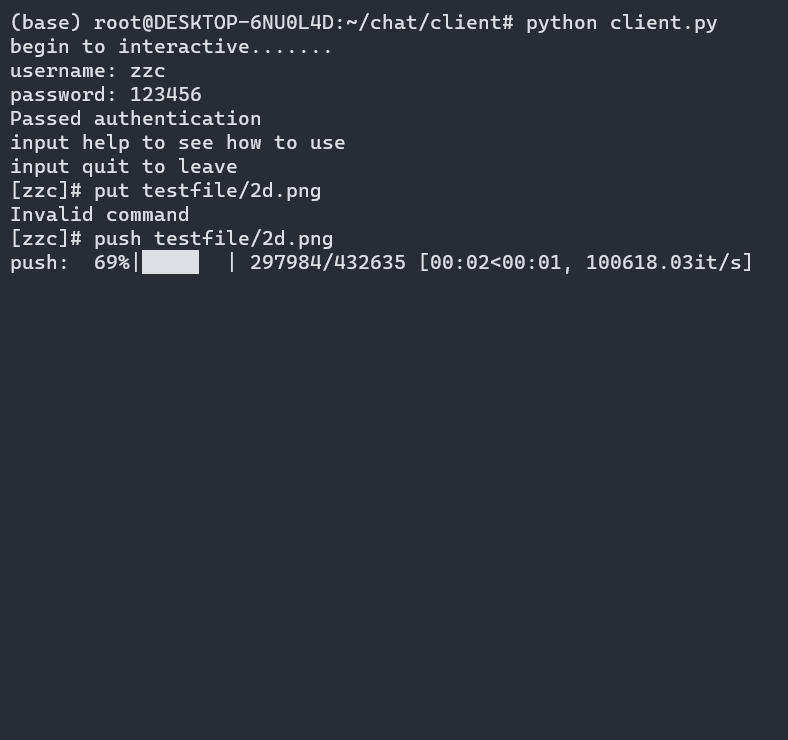 (base) root@DESKTOP-6NU0L4D:~/chat/client# python client.py
begin to interactive.......
username: zzc
password: 123456
Passed authentication
input help to see how to use
input quit to leave
[zzc]# put testfile/2d.png
Invalid command
[zzc]# push testfile/2d.png
push:  69%|█████   | 297984/432635 [00:02<00:01, 100618.03it/s]